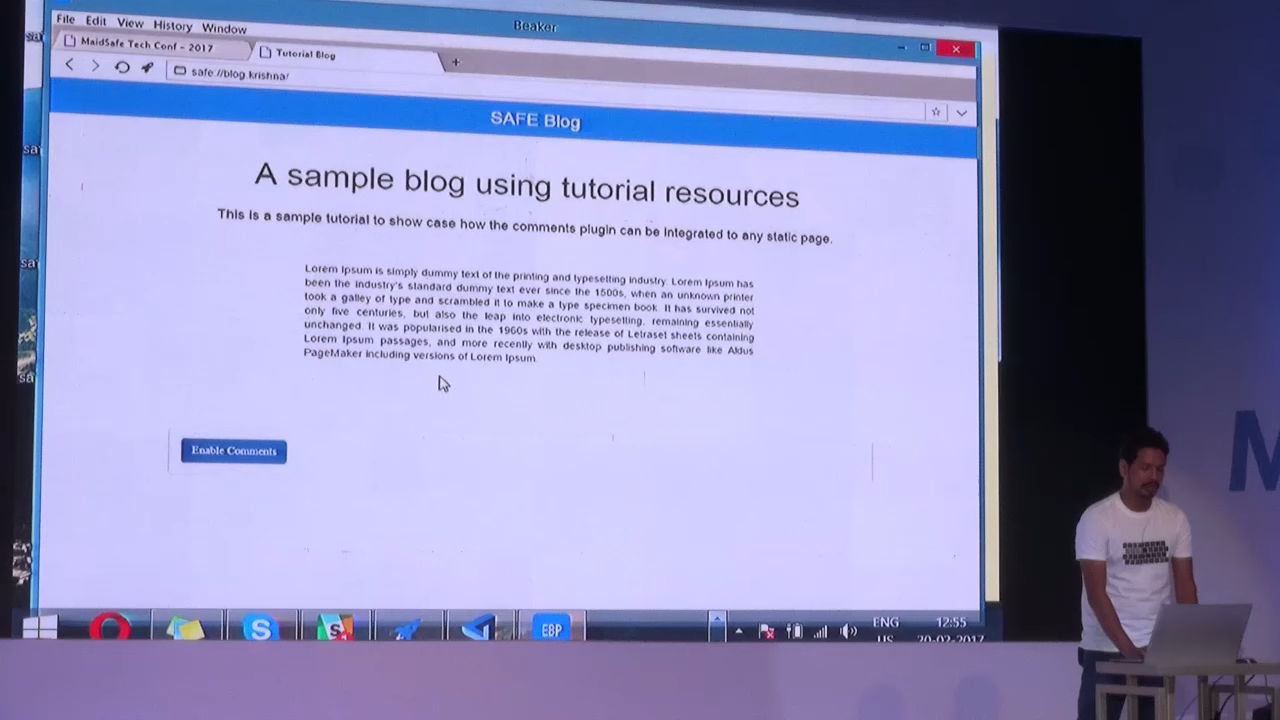 Beaker
File Edit View History Window
MaidSafe Tech Conf - 2017
Tutorial Blog
safe://blog.krishna/
SAFE Blog
A sample blog using tutorial resources
This is a sample tutorial to show case how the comments plugin can be integrated to any static page.
Lorem Ipsum is simply dummy text of the printing and typesetting industry. Lorem Ipsum has
been the industry's standard dummy text ever since the 1500s, when an unknown printer
took a galley of type and scrambled it to make a type specimen book. It has survived not
only five centuries, but also the leap into electronic typesetting, remaining essentially
unchanged. It was popularised in the 1960s with the release of Letraset sheets containing
Lorem Ipsum passages, and more recently with desktop publishing software like Aldus
PageMaker including versions of Lorem Ipsum.
Enable Comments
EBP
ENG
US
12:55
20-02-2017